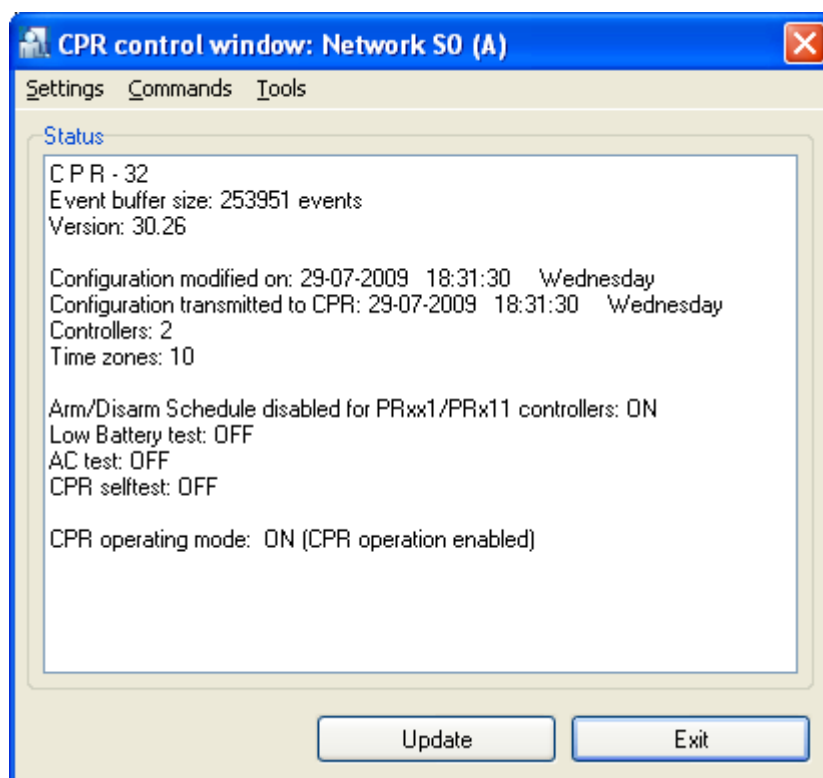 CPR control window: Network S0 (A)
Settings Commands Tools
Status
C P R - 32
Event buffer size: 253951 events
Version: 30.26
Configuration modified on: 29-07-2009 18:31:30 Wednesday
Configuration transmitted to CPR: 29-07-2009 18:31:30 Wednesday
Controllers: 2
Time zones: 10
Arm/Disarm Schedule disabled for PRxx1/PRx11 controllers: ON
Low Battery test: OFF
AC test: OFF
CPR selftest: OFF
CPR operating mode: ON (CPR operation enabled)
Update Exit